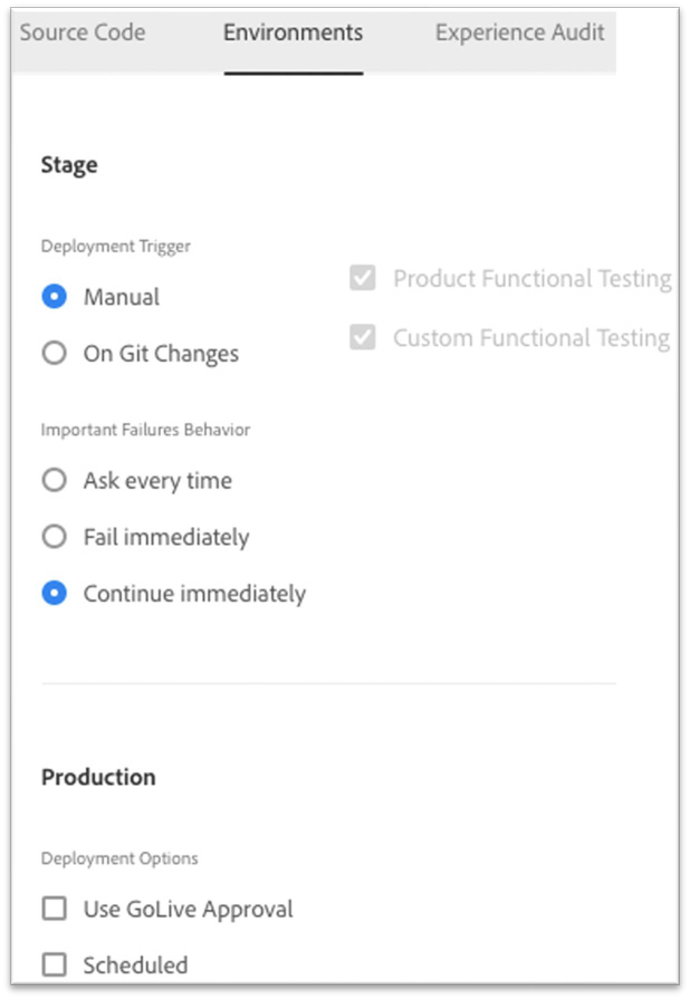 Source Code Environments Experience Audit
Stage
Deployment Trigger
Manual
On Git Changes
Product Functional Testing
Custom Functional Testing
Important Failures Behavior
Ask every time
Fail immediately
Continue immediately
Production
Deployment Options
Use GoLive Approval
Scheduled